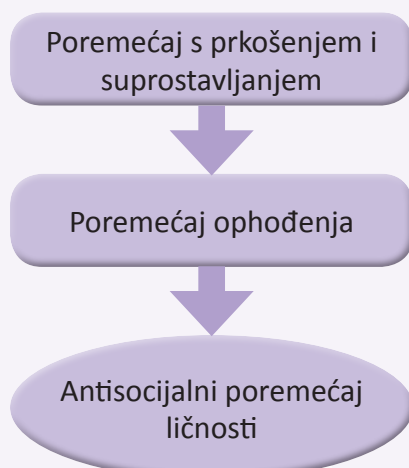 Poremećaj s prkošenjem i
suprostavljanjem
Poremećaj ophođenja
Antisocijalni poremećaj
ličnosti